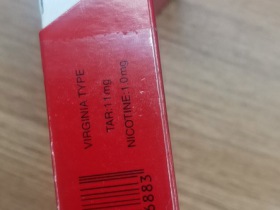 VIRGINIA TYPE
TAR:11mg
NICOTINE:1.0mg
6883